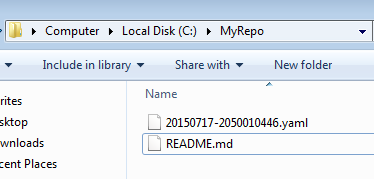 Computer Local Disk (C:) MyRepo
Include in library Share with New folder
Name
20150717-2050010446.yaml
README.md
rites
sktop
wnloads
cent Places